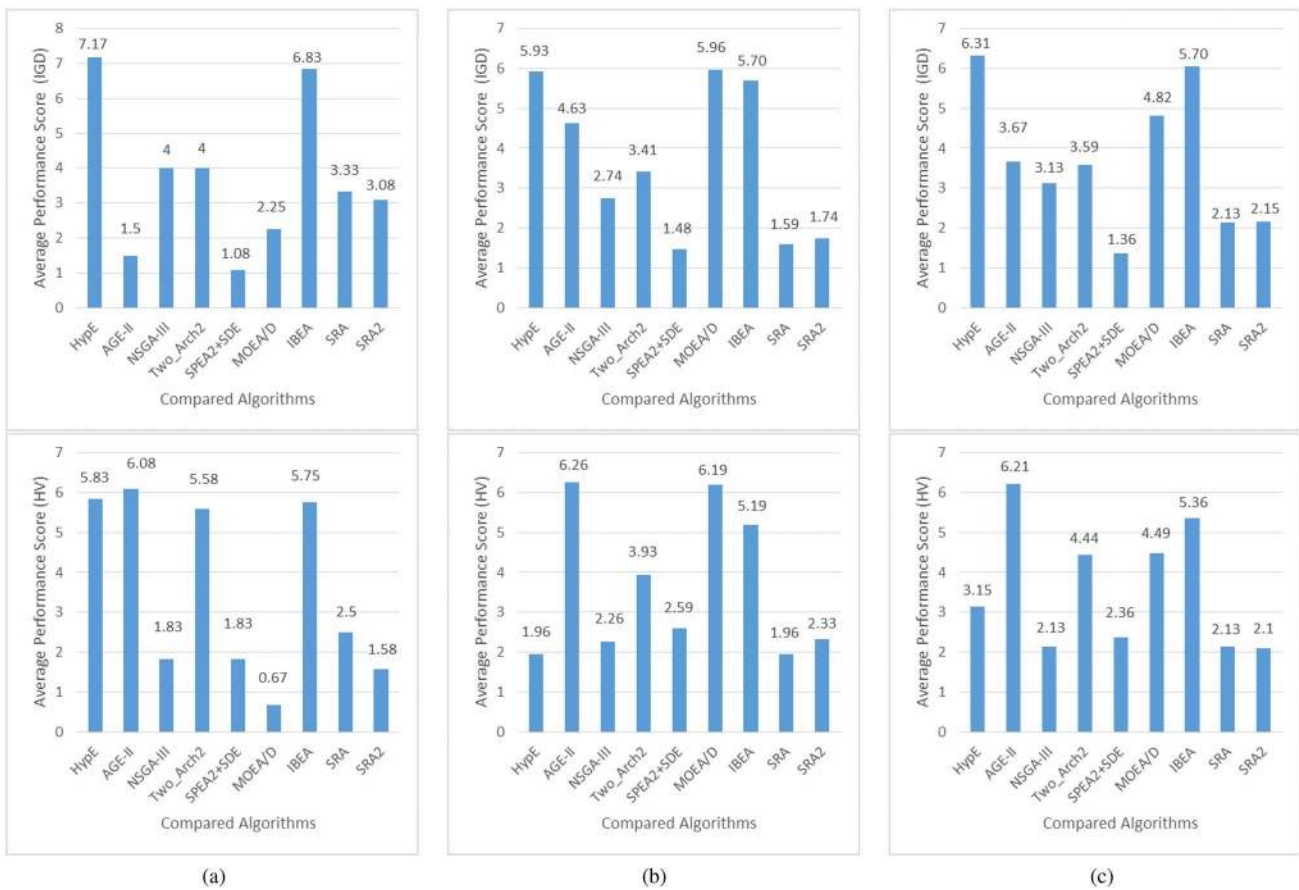 Average Performance Score (IGD)
8
7
6
5
4
3
2
1
0
7.17
1.5
4
4
1.08
2.25
6.83
3.33
3.08
HypE
AGE-II
NSGA-III
Two_Arch2
SPEA2+SDE
MOEA/D
IBEA
SRA
SRA2
Compared Algorithms
Average Performance Score (IGD)
7
6
5
4
3
2
1
0
5.93
4.63
2.74
3.41
1.48
5.96
5.70
1.59
1.74
HypE
AGE-II
NSGA-III
Two_Arch2
SPEA2+SDE
MOEA/D
IBEA
SRA
SRA2
Compared Algorithms
Average Performance Score (IGD)
7
6
5
4
3
2
1
0
6.31
3.67
3.13
3.59
1.36
4.82
5.70
2.13
2.15
HypE
AGE-II
NSGA-III
Two_Arch2
SPEA2+SDE
MOEA/D
IBEA
SRA
SRA2
Compared Algorithms
Average Performance Score (HV)
7
6
5
4
3
2
1
0
5.83
6.08
1.83
5.58
1.83
0.67
5.75
2.5
1.58
HypE
AGE-II
NSGA-III
Two_Arch2
SPEA2+SDE
MOEA/D
IBEA
SRA
SRA2
Compared Algorithms
Average Performance Score (HV)
7
6
5
4
3
2
1
0
1.96
6.26
2.26
3.93
2.59
6.19
5.19
1.96
2.33
HypE
AGE-II
NSGA-III
Two_Arch2
SPEA2+SDE
MOEA/D
IBEA
SRA
SRA2
Compared Algorithms
Average Performance Score (HV)
7
6
5
4
3
2
1
0
3.15
6.21
2.13
4.44
2.36
4.49
5.36
2.13
2.1
HypE
AGE-II
NSGA-III
Two_Arch2
SPEA2+SDE
MOEA/D
IBEA
SRA
SRA2
Compared Algorithms
(a)
(b)
(c)